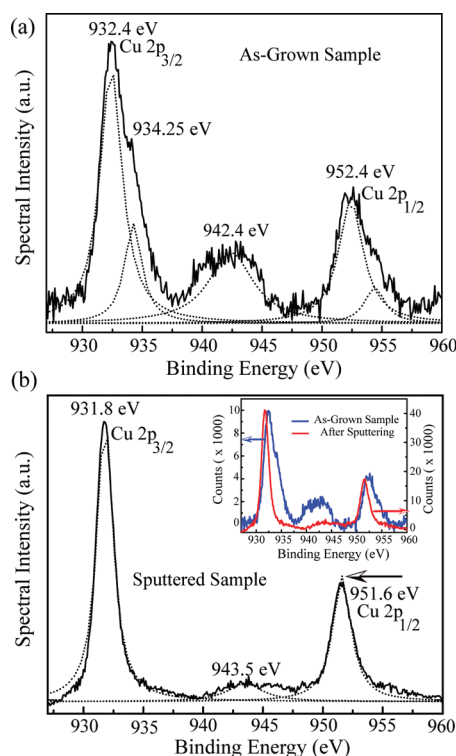 (a)
932.4 eV
Cu 2p3/2
As-Grown Sample
934.25 eV
952.4 eV
Cu 2p1/2
942.4 eV
Spectral Intensity (a.u.)
930 935 940 945 950 955 960
Binding Energy (eV)
(b)
931.8 eV
Cu 2p3/2
As-Grown Sample
After Sputtering
Counts ( x 1000)
10
8
6
4
2
0
40
30
20
10
0
Counts ( x 1000)
930 935 940 945 950 955 960
Binding Energy (eV)
Sputtered Sample
951.6 eV
Cu 2p1/2
943.5 eV
Spectral Intensity (a.u.)
930 935 940 945 950 955 960
Binding Energy (eV)